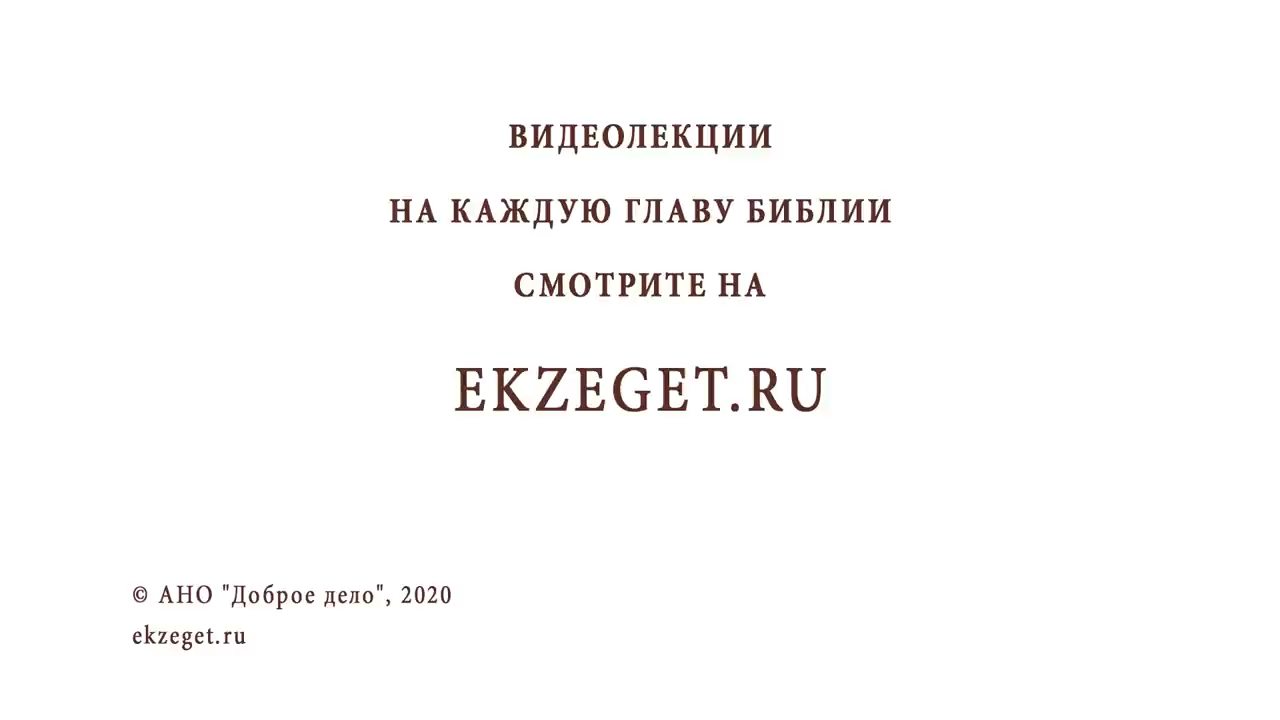 ВИДЕОЛЕКЦИИ
НА КАЖДУЮ ГЛАВУ БИБЛИИ
СМОТРИТЕ НА
EKZEGET.RU
© АНО "Доброе дело", 2020
ekzeget.ru